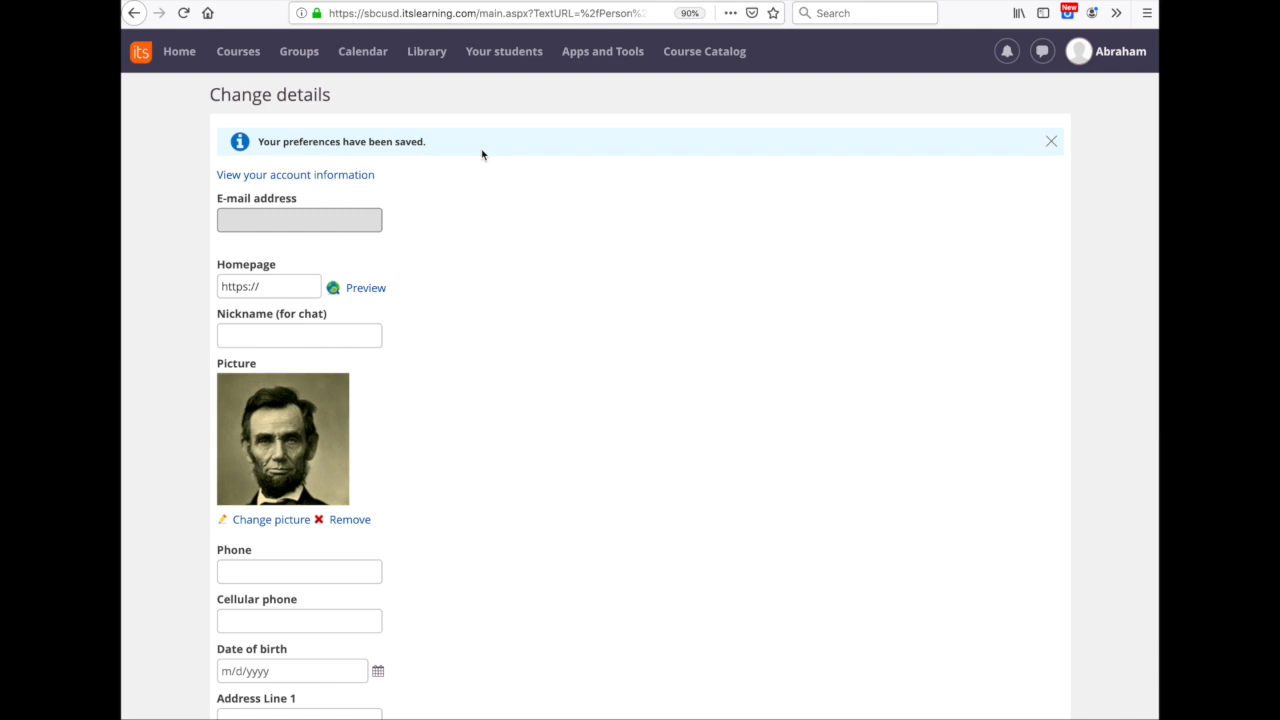 https://sbcusd.itslearning.com/main.aspx?TextURL=%2fPerson%2
90%
Search
New
its
Home
Courses
Groups
Calendar
Library
Your students
Apps and Tools
Course Catalog
Abraham
Change details
Your preferences have been saved.
View your account information
E-mail address
Homepage
https://
Preview
Nickname (for chat)
Picture
Change picture
Remove
Phone
Cellular phone
Date of birth
m/d/yyyy
Address Line 1